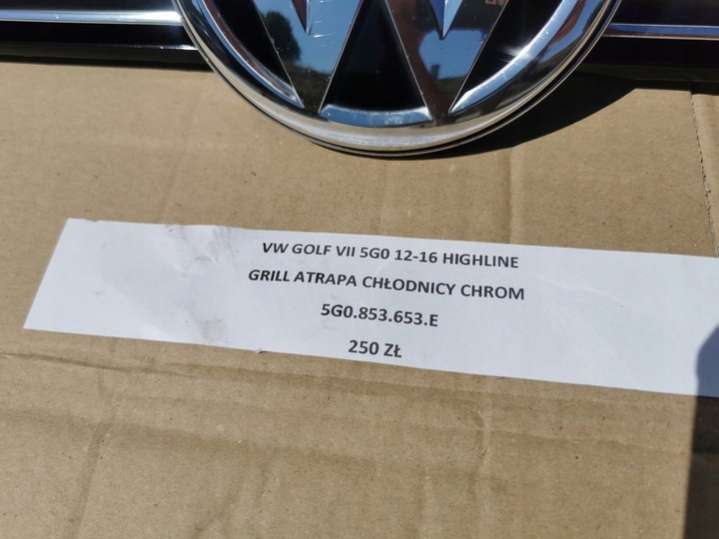 VW GOLF VII 5G0 12-16 HIGHLINE
GRILL ATRAPA CHŁODNICY CHROM
5G0.853.653.E
250 ZŁ